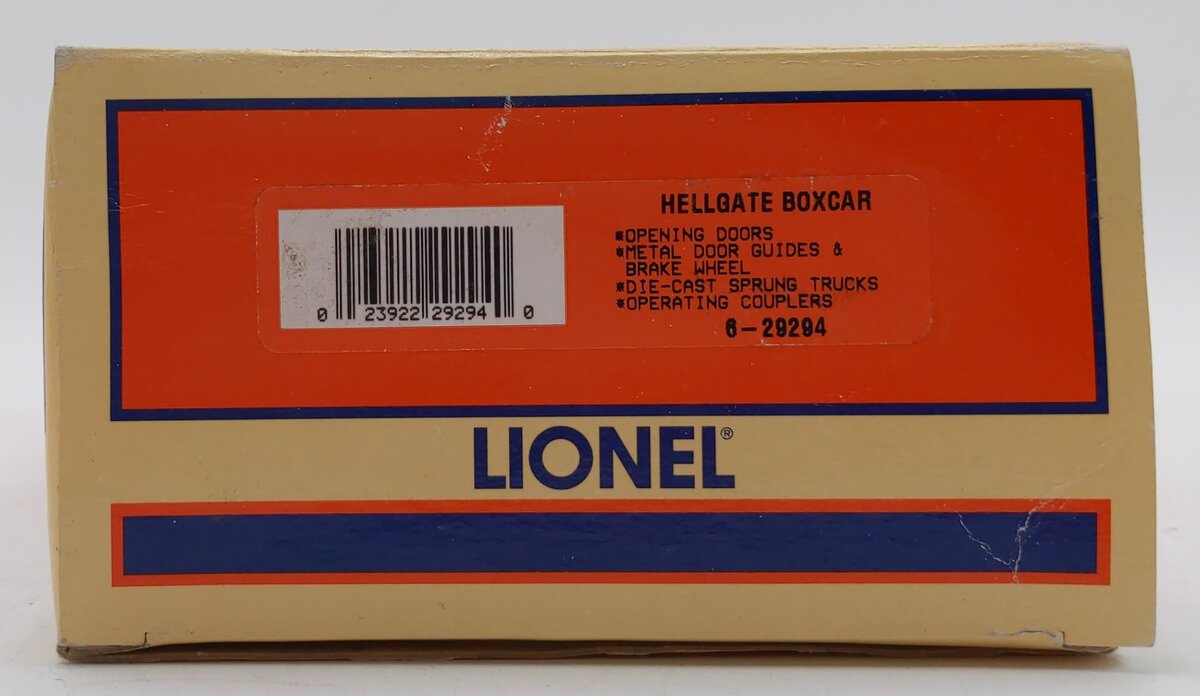 HELLGATE BOXCAR
*OPENING DOORS
*METAL DOOR GUIDES &
BRAKE WHEEL
*DIE-CAST SPRUNG TRUCKS
*OPERATING COUPLERS
6-29294
0 23922 29294 0
LIONEL®